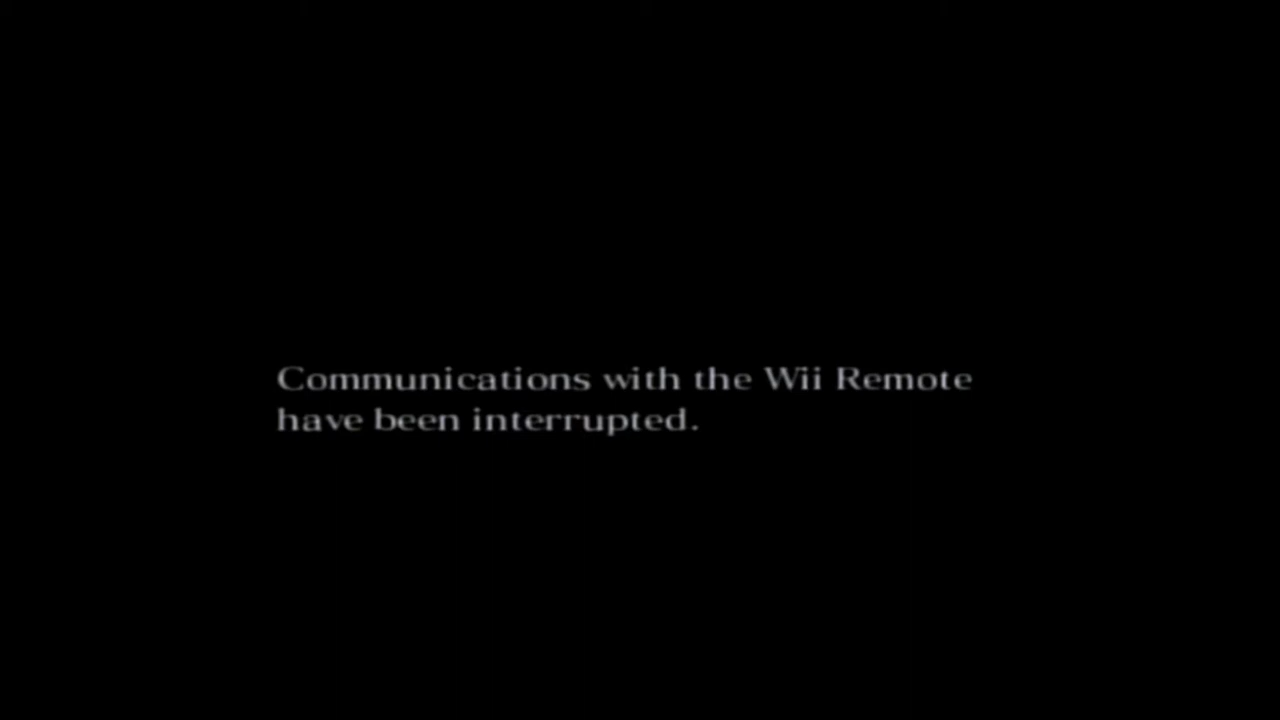 Communications with the Wii Remote
have been interrupted.